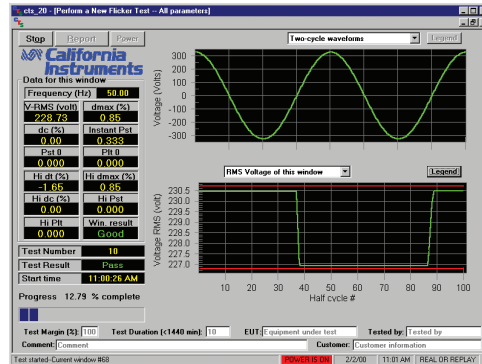 cts_20 - [Perform a New Flicker Test -- All parameters]
Stop Report Power
California
Instruments
Data for this window
Frequency (Hz) 50.00
V-RMS (volt) dmax (%)
228.73 0.85
dc (%) Instant Pst
0.00 0.333
Pst 0 Plt 0
0.000 0.000
Hi dt (%) Hi dmax (%)
-1.65 0.85
Hi dc (%) Hi Pst
0.00 0.000
Hi Plt Win. result
0.000 Good
Test Number 10
Test Result Pass
Start time 11:00:26 AM
Progress 12.79 % complete
Two-cycle waveforms Legend
Voltage (Volts)
300
200
100
0
-100
-200
-300
RMS Voltage of this window Legend
Voltage RMS (volt)
230.5
230.0
229.5
229.0
228.5
228.0
227.5
227.0
10 20 30 40 50 60 70 80 90 100
Half cycle #
Test Margin (%): 100 Test Duration (<1440 min): 10 EUT: Equipment under test Tested by: Tested by
Comment: Comment Customer: Customer information
Test started-Current window #68 POWER IS ON 2/2/00 11:01 AM REAL OR REPLAY